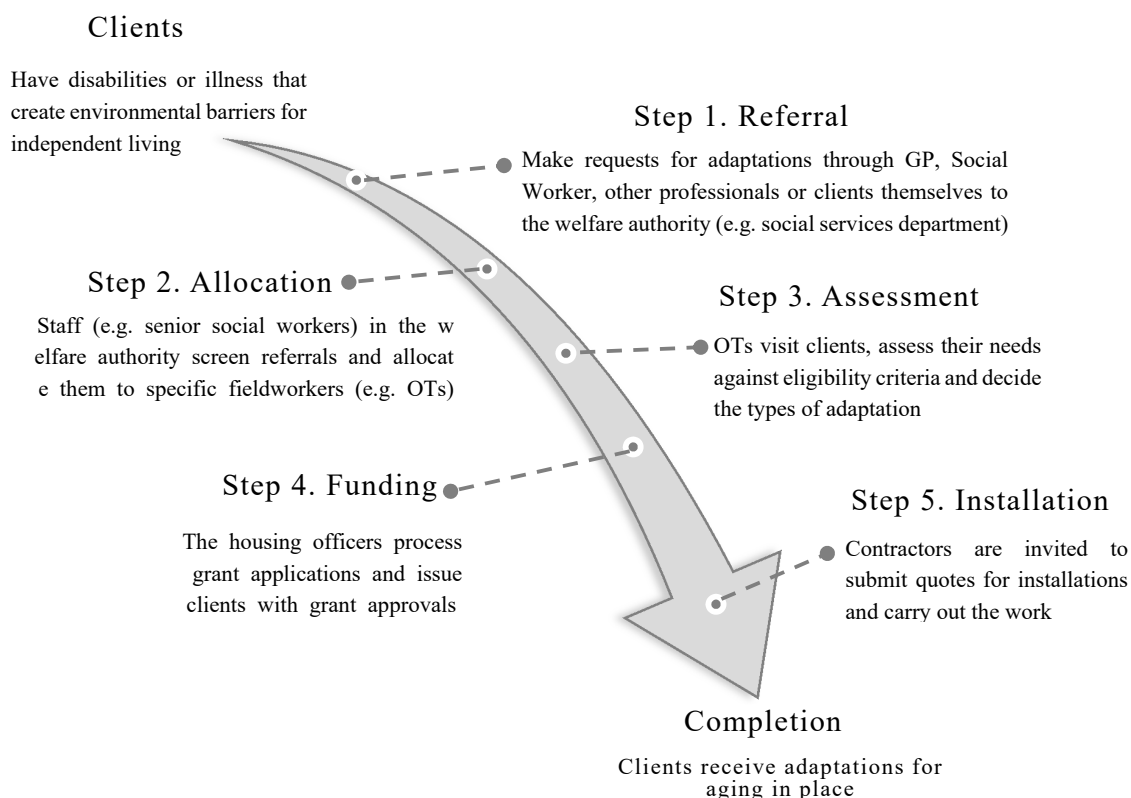 Clients
Have disabilities or illness that
create environmental barriers for
independent living
Step 1. Referral
Make requests for adaptations through GP, Social
Worker, other professionals or clients themselves to
the welfare authority (e.g. social services department)
Step 2. Allocation
Staff (e.g. senior social workers) in the w
elfare authority screen referrals and allocat
e them to specific fieldworkers (e.g. OTs)
Step 3. Assessment
OTs visit clients, assess their needs
against eligibility criteria and decide
the types of adaptation
Step 4. Funding
The housing officers process
grant applications and issue
clients with grant approvals
Step 5. Installation
Contractors are invited to
submit quotes for installations
and carry out the work
Completion
Clients receive adaptations for
aging in place